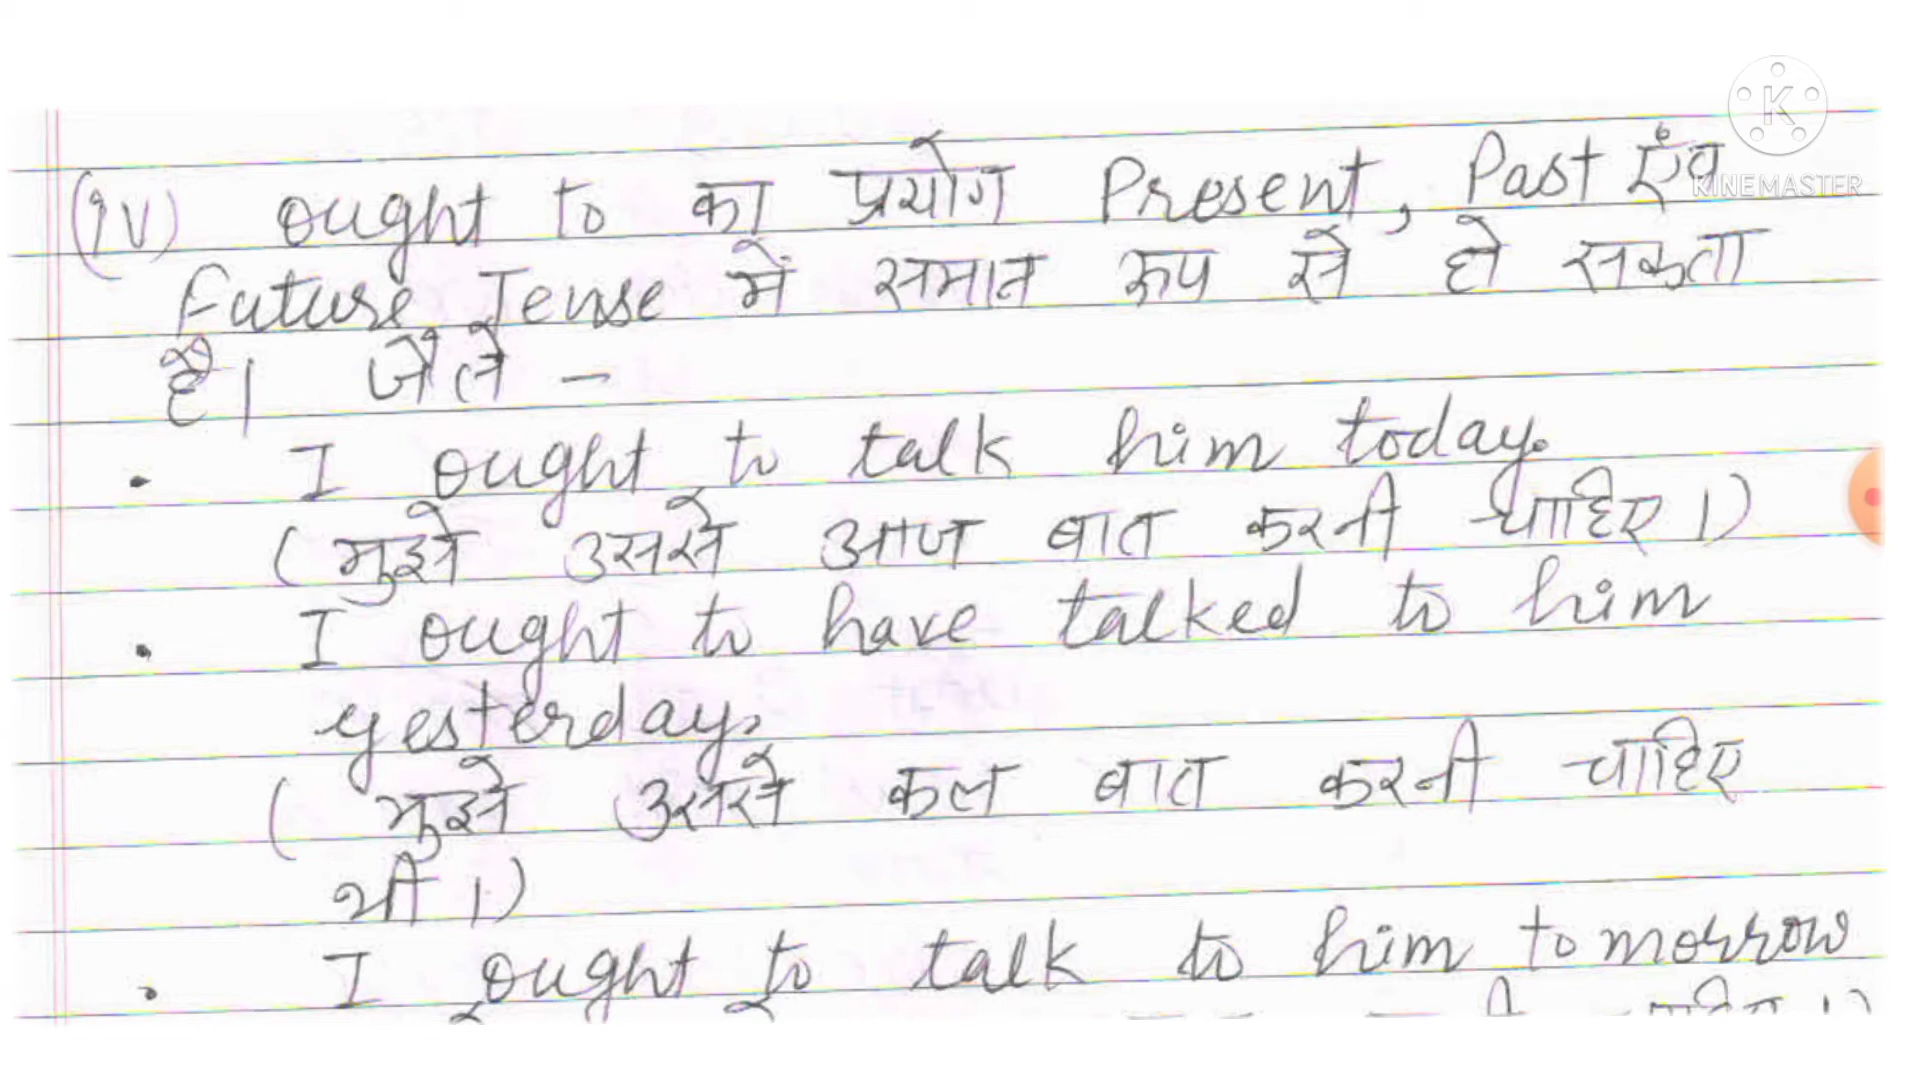 KINEMASTER
(iv) ought to का प्रयोग Present, Past एंव
Future Tense में समान रूप से हो सकता
है। जैसे –
• I ought to talk him today.
(मुझे उससे आज बात करनी चाहिए।)
• I ought to have talked to him
yesterday.
( मुझे उससे कल बात करनी चाहिए
थी।)
• I ought to talk to him tomorrow